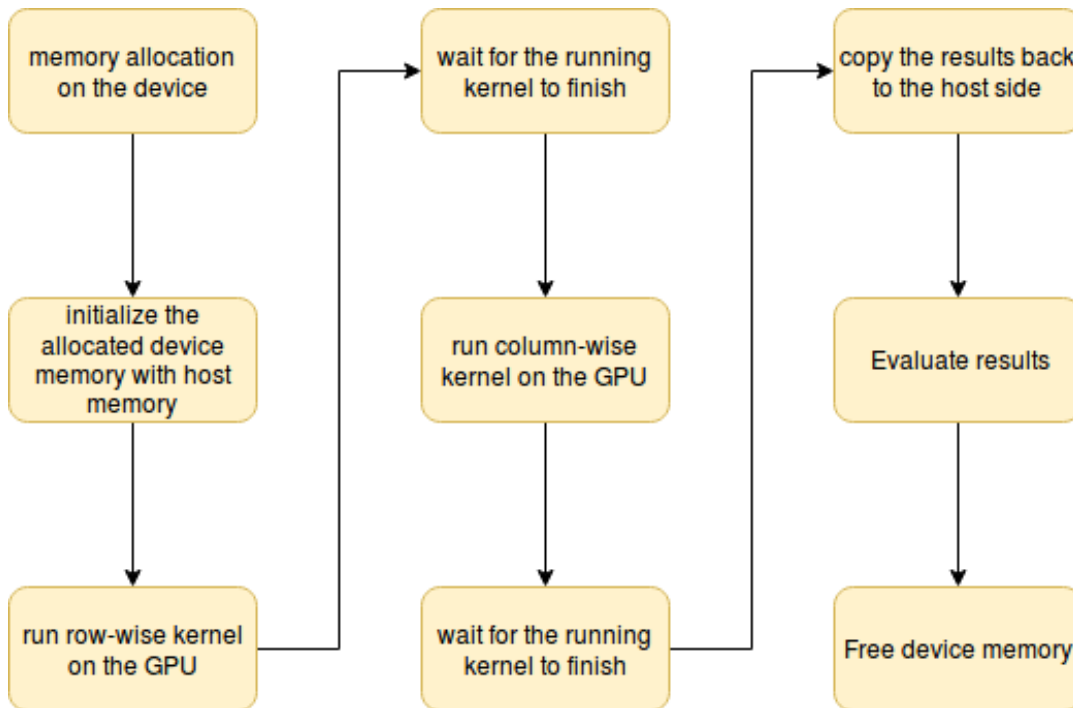 memory allocation
on the device
initialize the
allocated device
memory with host
memory
run row-wise kernel
on the GPU
wait for the running
kernel to finish
run column-wise
kernel on the GPU
wait for the running
kernel to finish
copy the results back
to the host side
Evaluate results
Free device memory